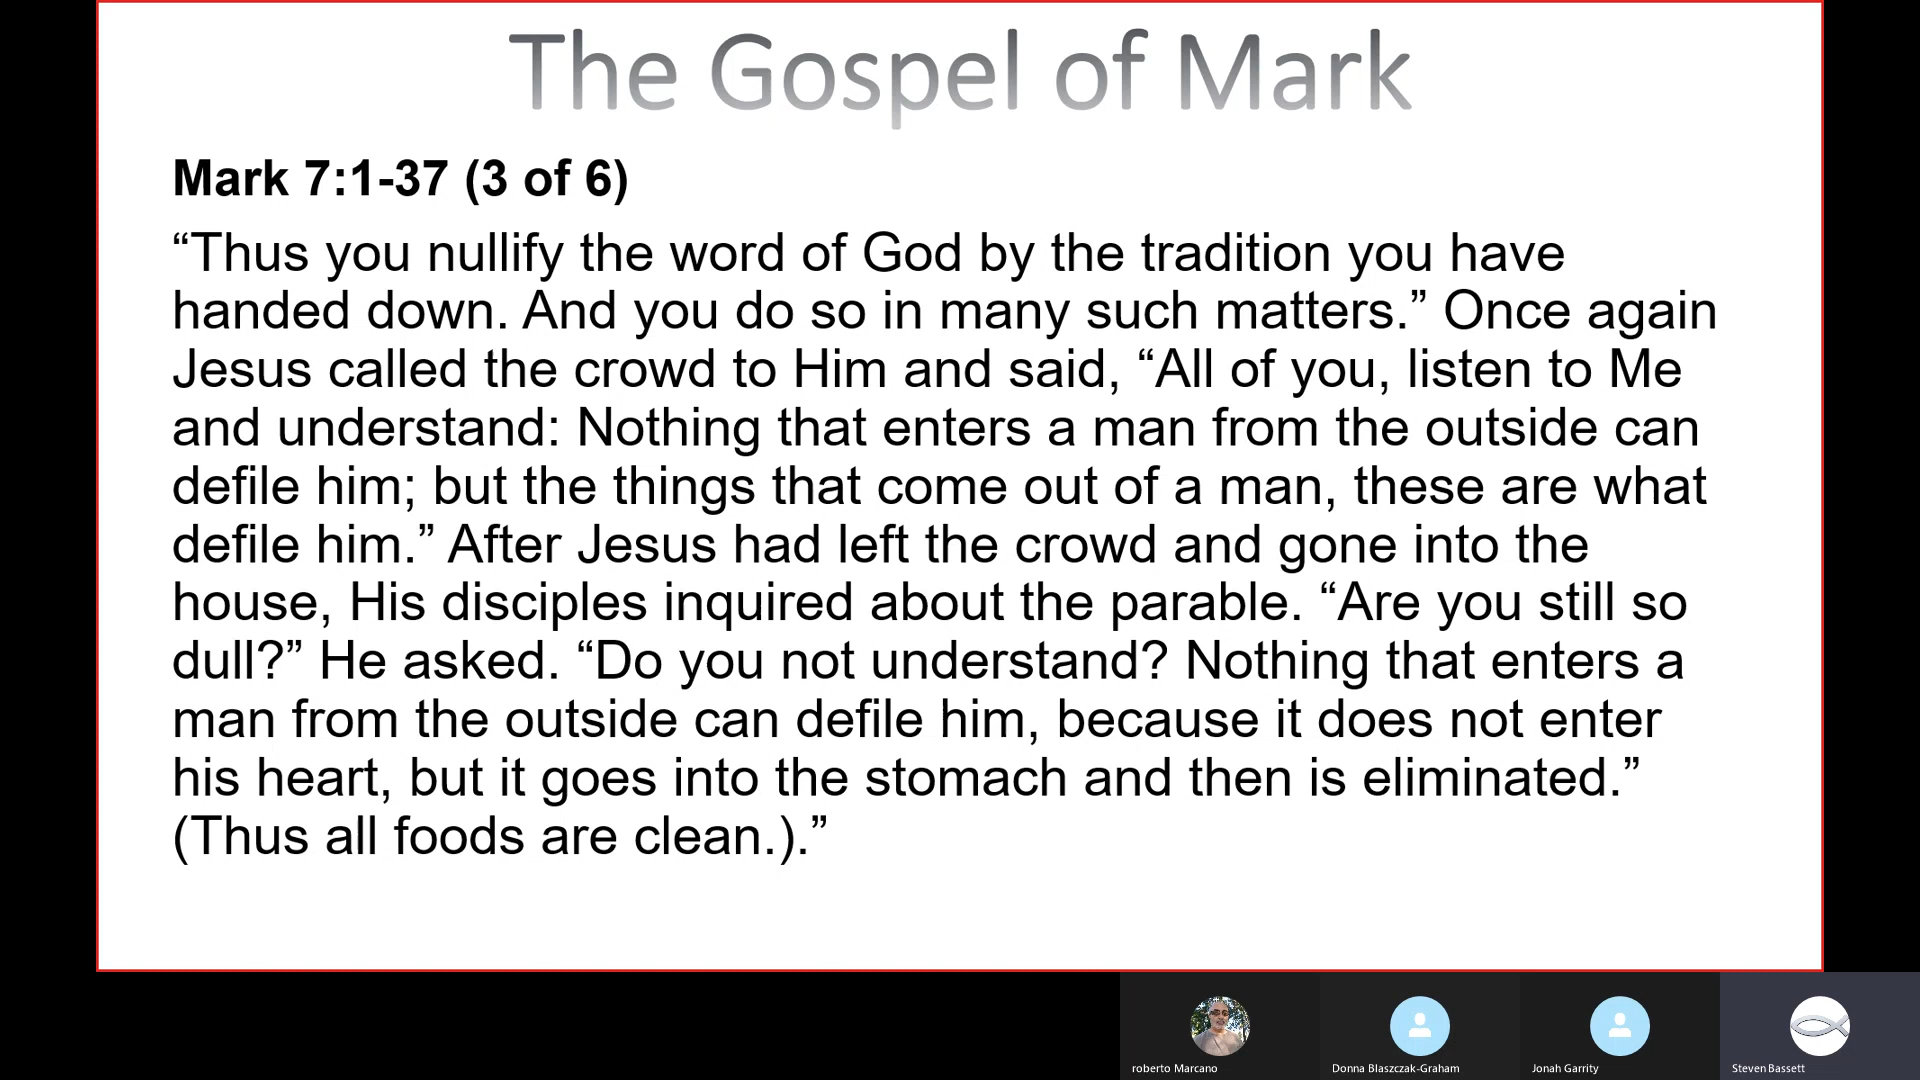 The Gospel of Mark
Mark 7:1-37 (3 of 6)
“Thus you nullify the word of God by the tradition you have
handed down. And you do so in many such matters.” Once again
Jesus called the crowd to Him and said, “All of you, listen to Me
and understand: Nothing that enters a man from the outside can
defile him; but the things that come out of a man, these are what
defile him.” After Jesus had left the crowd and gone into the
house, His disciples inquired about the parable. “Are you still so
dull?” He asked. “Do you not understand? Nothing that enters a
man from the outside can defile him, because it does not enter
his heart, but it goes into the stomach and then is eliminated.”
(Thus all foods are clean.).”
roberto Marcano
Donna Blaszczak-Graham
Jonah Garrity
Steven Bassett